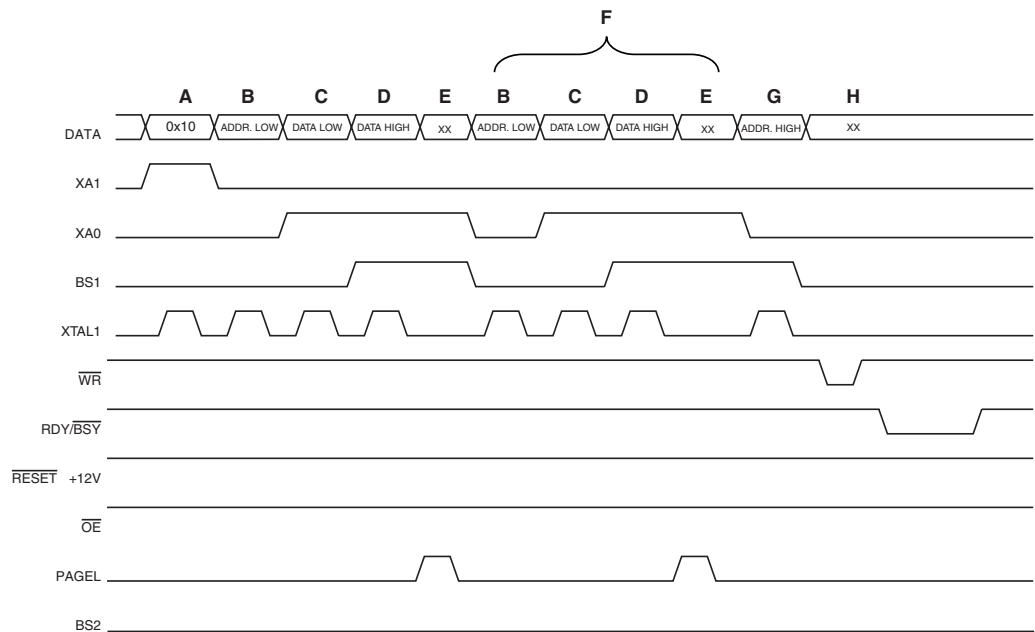 F
A B C D E B C D E G H
DATA 0x10 ADDR. LOW DATA LOW DATA HIGH XX ADDR. LOW DATA LOW DATA HIGH XX ADDR. HIGH XX
XA1
XA0
BS1
XTAL1
WR
RDY/BSY
RESET +12V
OE
PAGEL
BS2